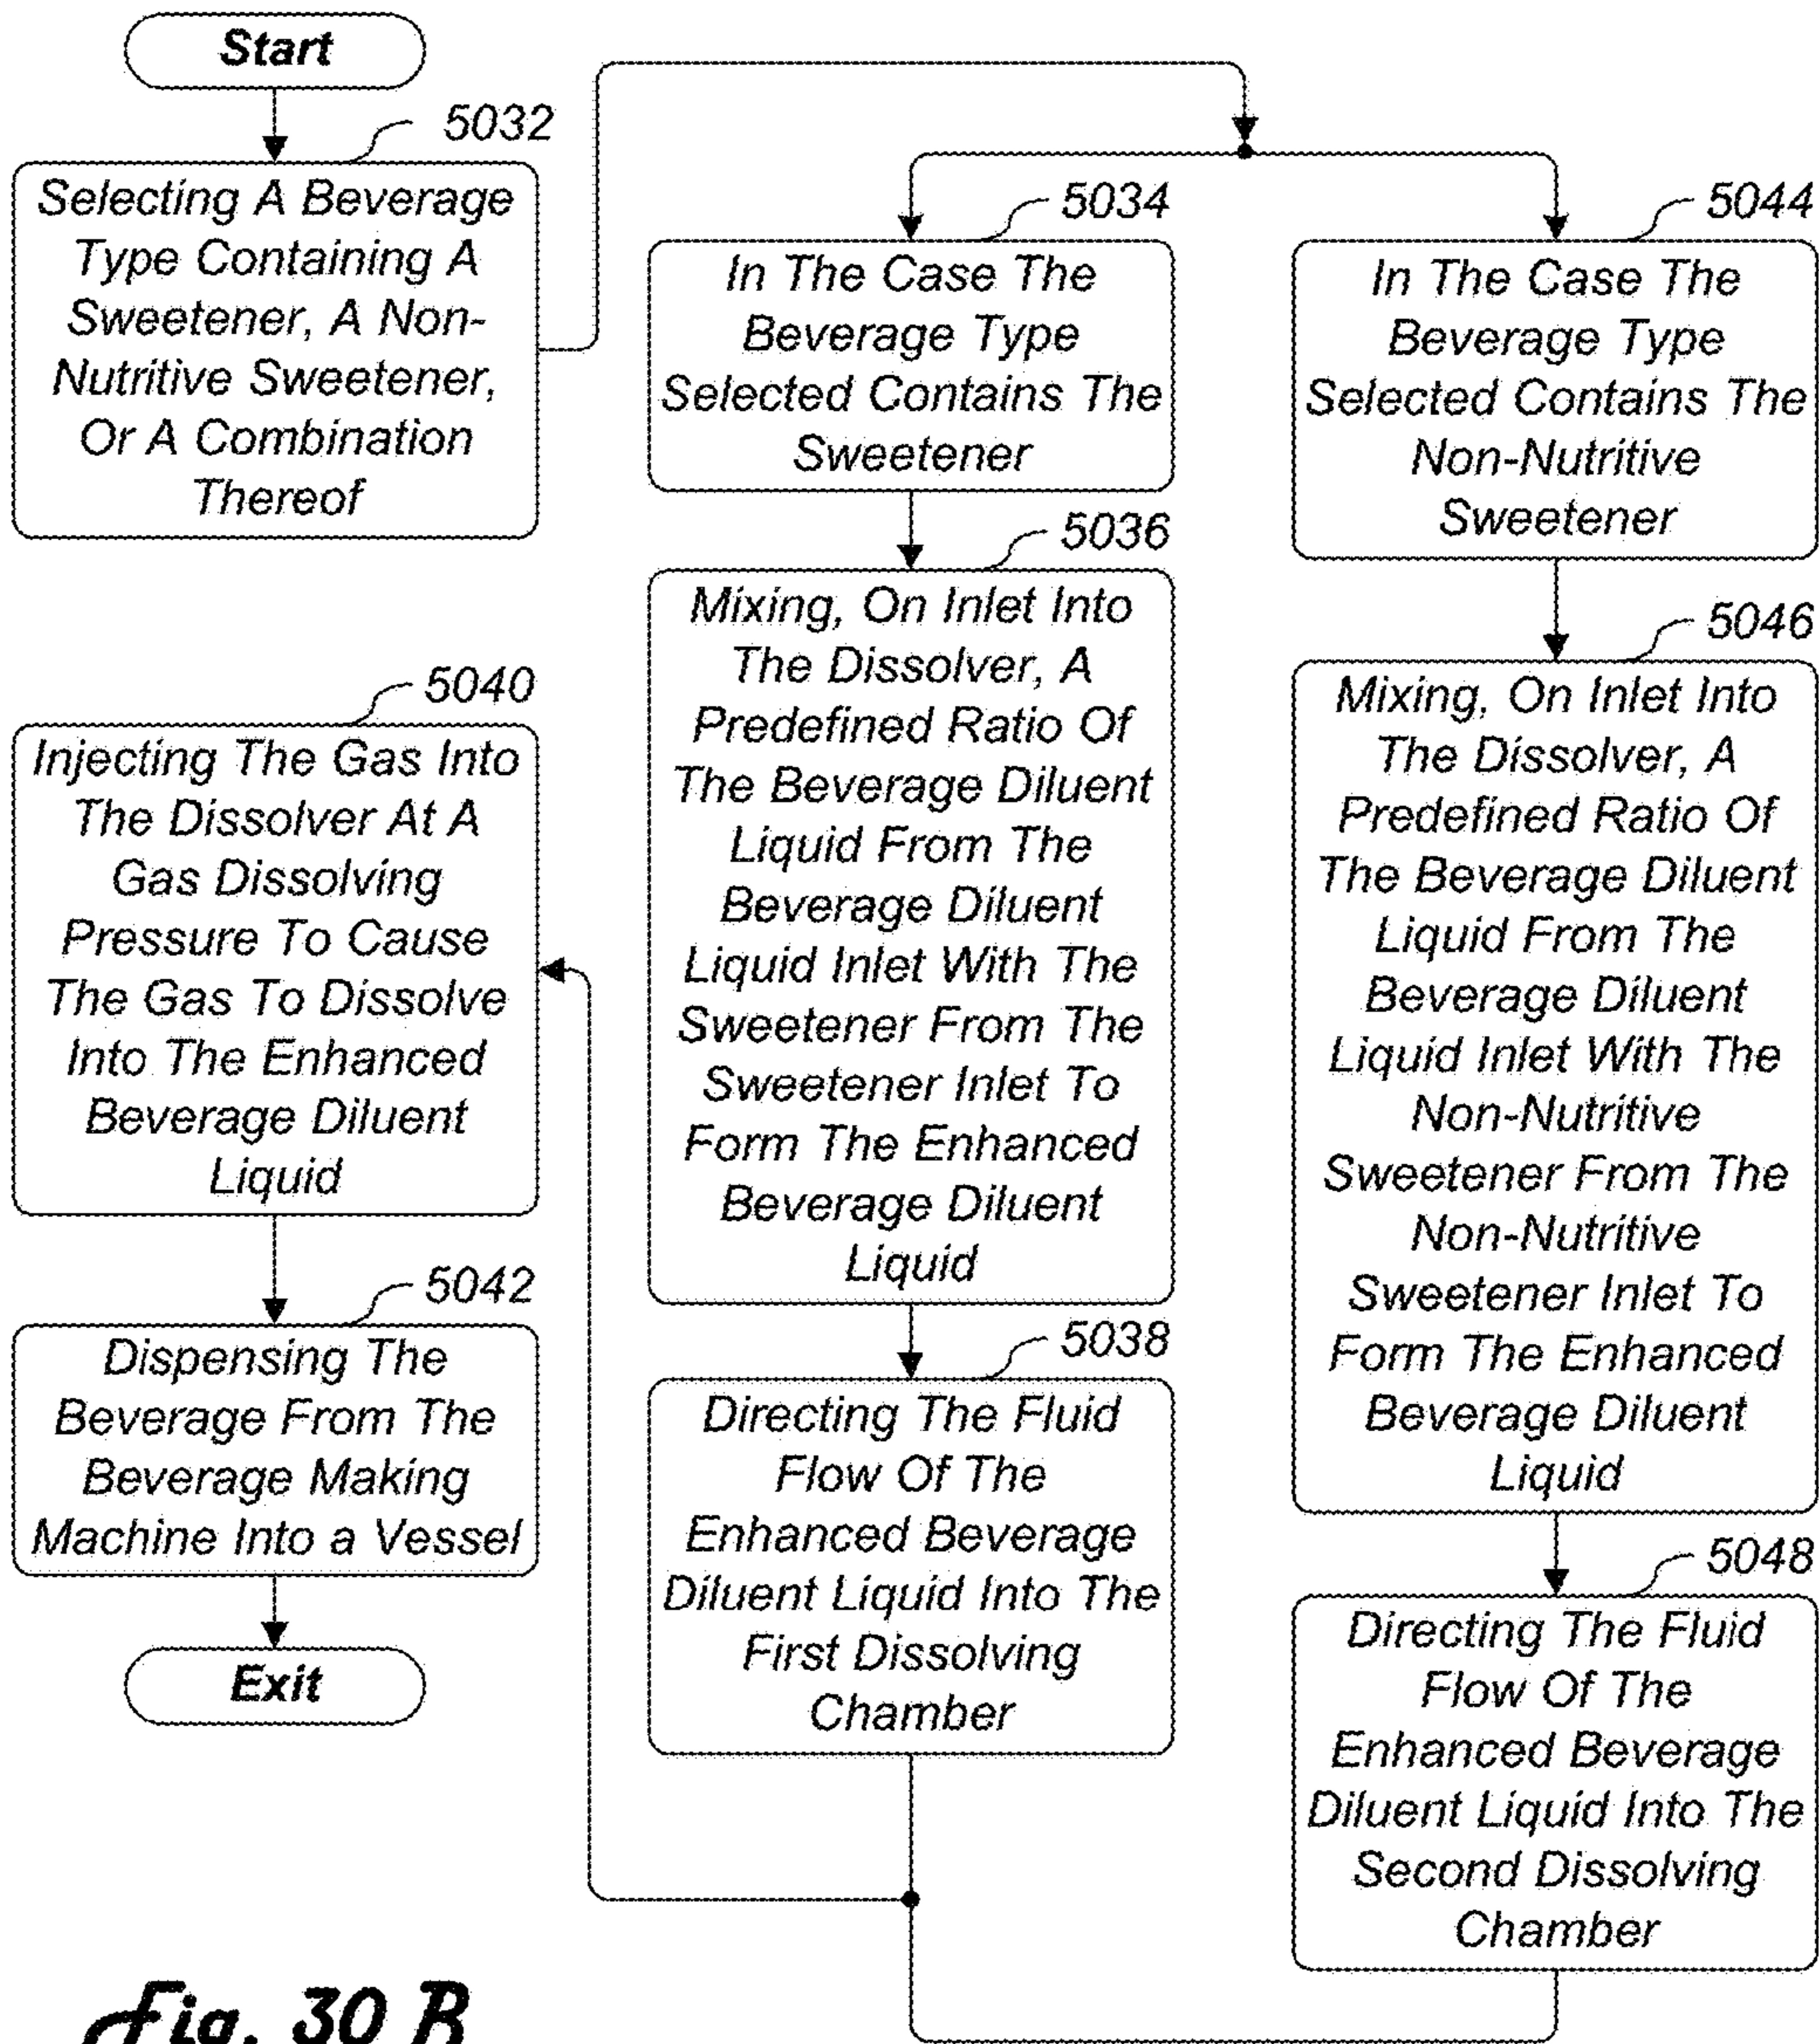 Start
5032
Selecting A Beverage
Type Containing A
Sweetener, A Non-
Nutritive Sweetener,
Or A Combination
Thereof
5034
In The Case The
Beverage Type
Selected Contains The
Sweetener
5036
Mixing, On Inlet Into
The Dissolver, A
Predefined Ratio Of
The Beverage Diluent
Liquid From The
Beverage Diluent
Liquid Inlet With The
Sweetener From The
Sweetener Inlet To
Form The Enhanced
Beverage Diluent
Liquid
5038
Directing The Fluid
Flow Of The
Enhanced Beverage
Diluent Liquid Into The
First Dissolving
Chamber
5044
In The Case The
Beverage Type
Selected Contains The
Non-Nutritive
Sweetener
5046
Mixing, On Inlet Into
The Dissolver, A
Predefined Ratio Of
The Beverage Diluent
Liquid From The
Beverage Diluent
Liquid Inlet With The
Non-Nutritive
Sweetener From The
Non-Nutritive
Sweetener Inlet To
Form The Enhanced
Beverage Diluent
Liquid
5048
Directing The Fluid
Flow Of The
Enhanced Beverage
Diluent Liquid Into The
Second Dissolving
Chamber
5040
Injecting The Gas Into
The Dissolver At A
Gas Dissolving
Pressure To Cause
The Gas To Dissolve
Into The Enhanced
Beverage Diluent
Liquid
5042
Dispensing The
Beverage From The
Beverage Making
Machine Into a Vessel
Exit
Fig. 30 B